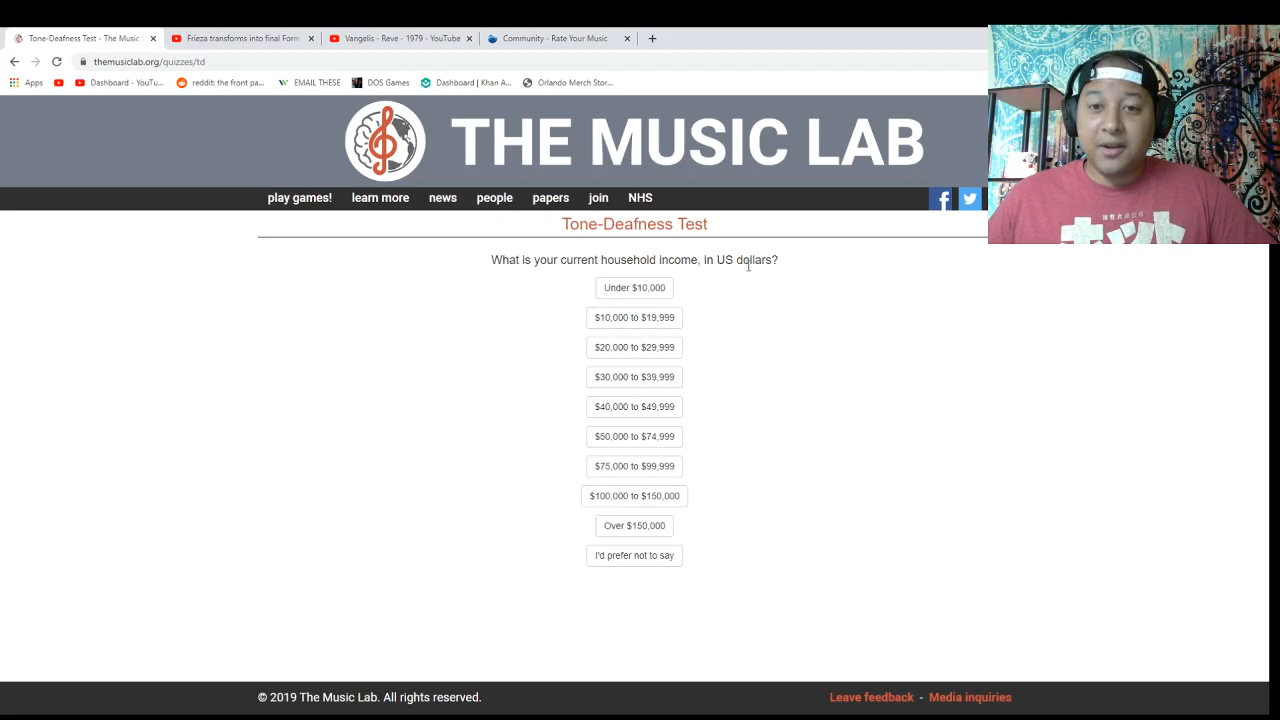 Tone-Deafness Test - The Music
Frieza transforms into final Form
Vangelis - Reve - 1979 - YouTube
Community - Rate Your Music
themusiclab.org/quizzes/td
Apps
Dashboard - YouTu...
reddit: the front pa...
EMAIL THESE
DOS Games
Dashboard | Khan A...
Orlando Merch Stor...
THE MUSIC LAB
play games!
learn more
news
people
papers
join
NHS
Tone-Deafness Test
What is your current household income, in US dollars?
Under $10,000
$10,000 to $19,999
$20,000 to $29,999
$30,000 to $39,999
$40,000 to $49,999
$50,000 to $74,999
$75,000 to $99,999
$100,000 to $150,000
Over $150,000
I'd prefer not to say
© 2019 The Music Lab. All rights reserved.
Leave feedback - Media inquiries